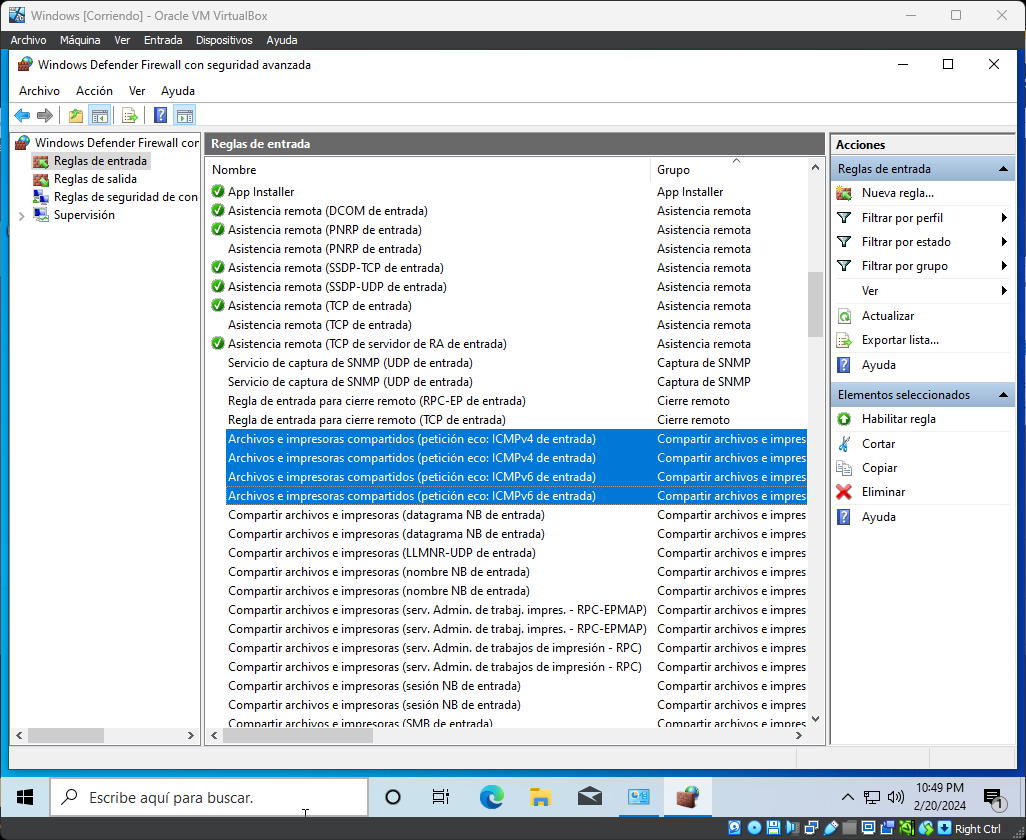 Windows [Corriendo] - Oracle VM VirtualBox
Archivo Máquina Ver Entrada Dispositivos Ayuda
Windows Defender Firewall con seguridad avanzada
Archivo Acción Ver Ayuda
Windows Defender Firewall cor
Reglas de entrada
Reglas de salida
Reglas de seguridad de con
Supervisión
Reglas de entrada
Nombre Grupo
App Installer App Installer
Asistencia remota (DCOM de entrada) Asistencia remota
Asistencia remota (PNRP de entrada) Asistencia remota
Asistencia remota (PNRP de entrada) Asistencia remota
Asistencia remota (SSDP-TCP de entrada) Asistencia remota
Asistencia remota (SSDP-UDP de entrada) Asistencia remota
Asistencia remota (TCP de entrada) Asistencia remota
Asistencia remota (TCP de entrada) Asistencia remota
Asistencia remota (TCP de servidor de RA de entrada) Asistencia remota
Servicio de captura de SNMP (UDP de entrada) Captura de SNMP
Servicio de captura de SNMP (UDP de entrada) Captura de SNMP
Regla de entrada para cierre remoto (RPC-EP de entrada) Cierre remoto
Regla de entrada para cierre remoto (TCP de entrada) Cierre remoto
Archivos e impresoras compartidos (petición eco: ICMPv4 de entrada) Compartir archivos e impres
Archivos e impresoras compartidos (petición eco: ICMPv4 de entrada) Compartir archivos e impres
Archivos e impresoras compartidos (petición eco: ICMPv6 de entrada) Compartir archivos e impres
Archivos e impresoras compartidos (petición eco: ICMPv6 de entrada) Compartir archivos e impres
Compartir archivos e impresoras (datagrama NB de entrada) Compartir archivos e impres
Compartir archivos e impresoras (datagrama NB de entrada) Compartir archivos e impres
Compartir archivos e impresoras (LLMNR-UDP de entrada) Compartir archivos e impres
Compartir archivos e impresoras (nombre NB de entrada) Compartir archivos e impres
Compartir archivos e impresoras (nombre NB de entrada) Compartir archivos e impres
Compartir archivos e impresoras (serv. Admin. de trabaj. impres. - RPC-EPMAP) Compartir archivos e impres
Compartir archivos e impresoras (serv. Admin. de trabaj. impres. - RPC-EPMAP) Compartir archivos e impres
Compartir archivos e impresoras (serv. Admin. de trabajos de impresión - RPC) Compartir archivos e impres
Compartir archivos e impresoras (serv. Admin. de trabajos de impresión - RPC) Compartir archivos e impres
Compartir archivos e impresoras (sesión NB de entrada) Compartir archivos e impres
Compartir archivos e impresoras (sesión NB de entrada) Compartir archivos e impres
Compartir archivos e impresoras (SMB de entrada) Compartir archivos e impres
Acciones
Reglas de entrada
Nueva regla...
Filtrar por perfil
Filtrar por estado
Filtrar por grupo
Ver
Actualizar
Exportar lista...
Ayuda
Elementos seleccionados
Habilitar regla
Cortar
Copiar
Eliminar
Ayuda
Escribe aquí para buscar.
10:49 PM
2/20/2024
1
Right Ctrl